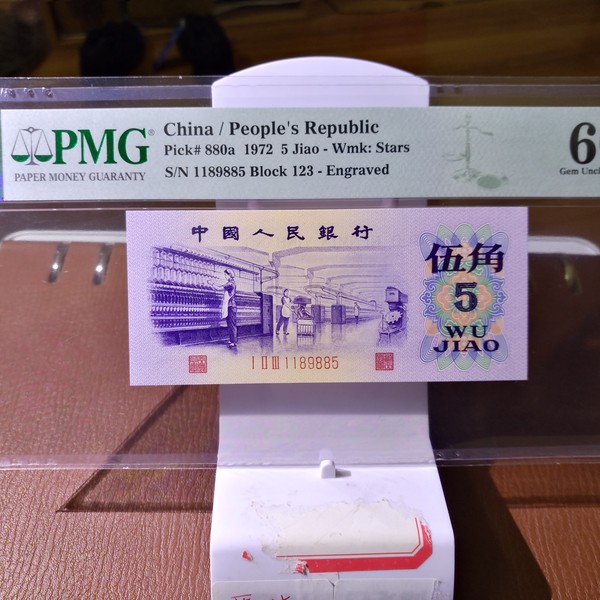 PMG®
PAPER MONEY GUARANTY
China / People's Republic
Pick# 880a 1972 5 Jiao - Wmk: Stars
S/N 1189885 Block 123 - Engraved
6
Gem Unci
中國人民銀行
伍角
5
WU
JIAO
I II III 1189885